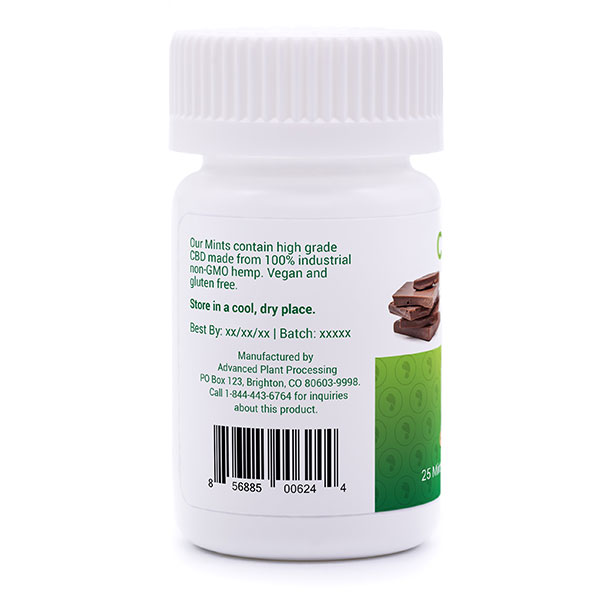 Our Mints contain high grade
CBD made from 100% industrial
non-GMO hemp. Vegan and
gluten free.
Store in a cool, dry place.
Best By: xx/xx/xx | Batch: xxxxx
Manufactured by
Advanced Plant Processing
PO Box 123, Brighton, CO 80603-9998.
Call 1-844-443-6764 for inquiries
about this product.
8 56885 00624 4
25